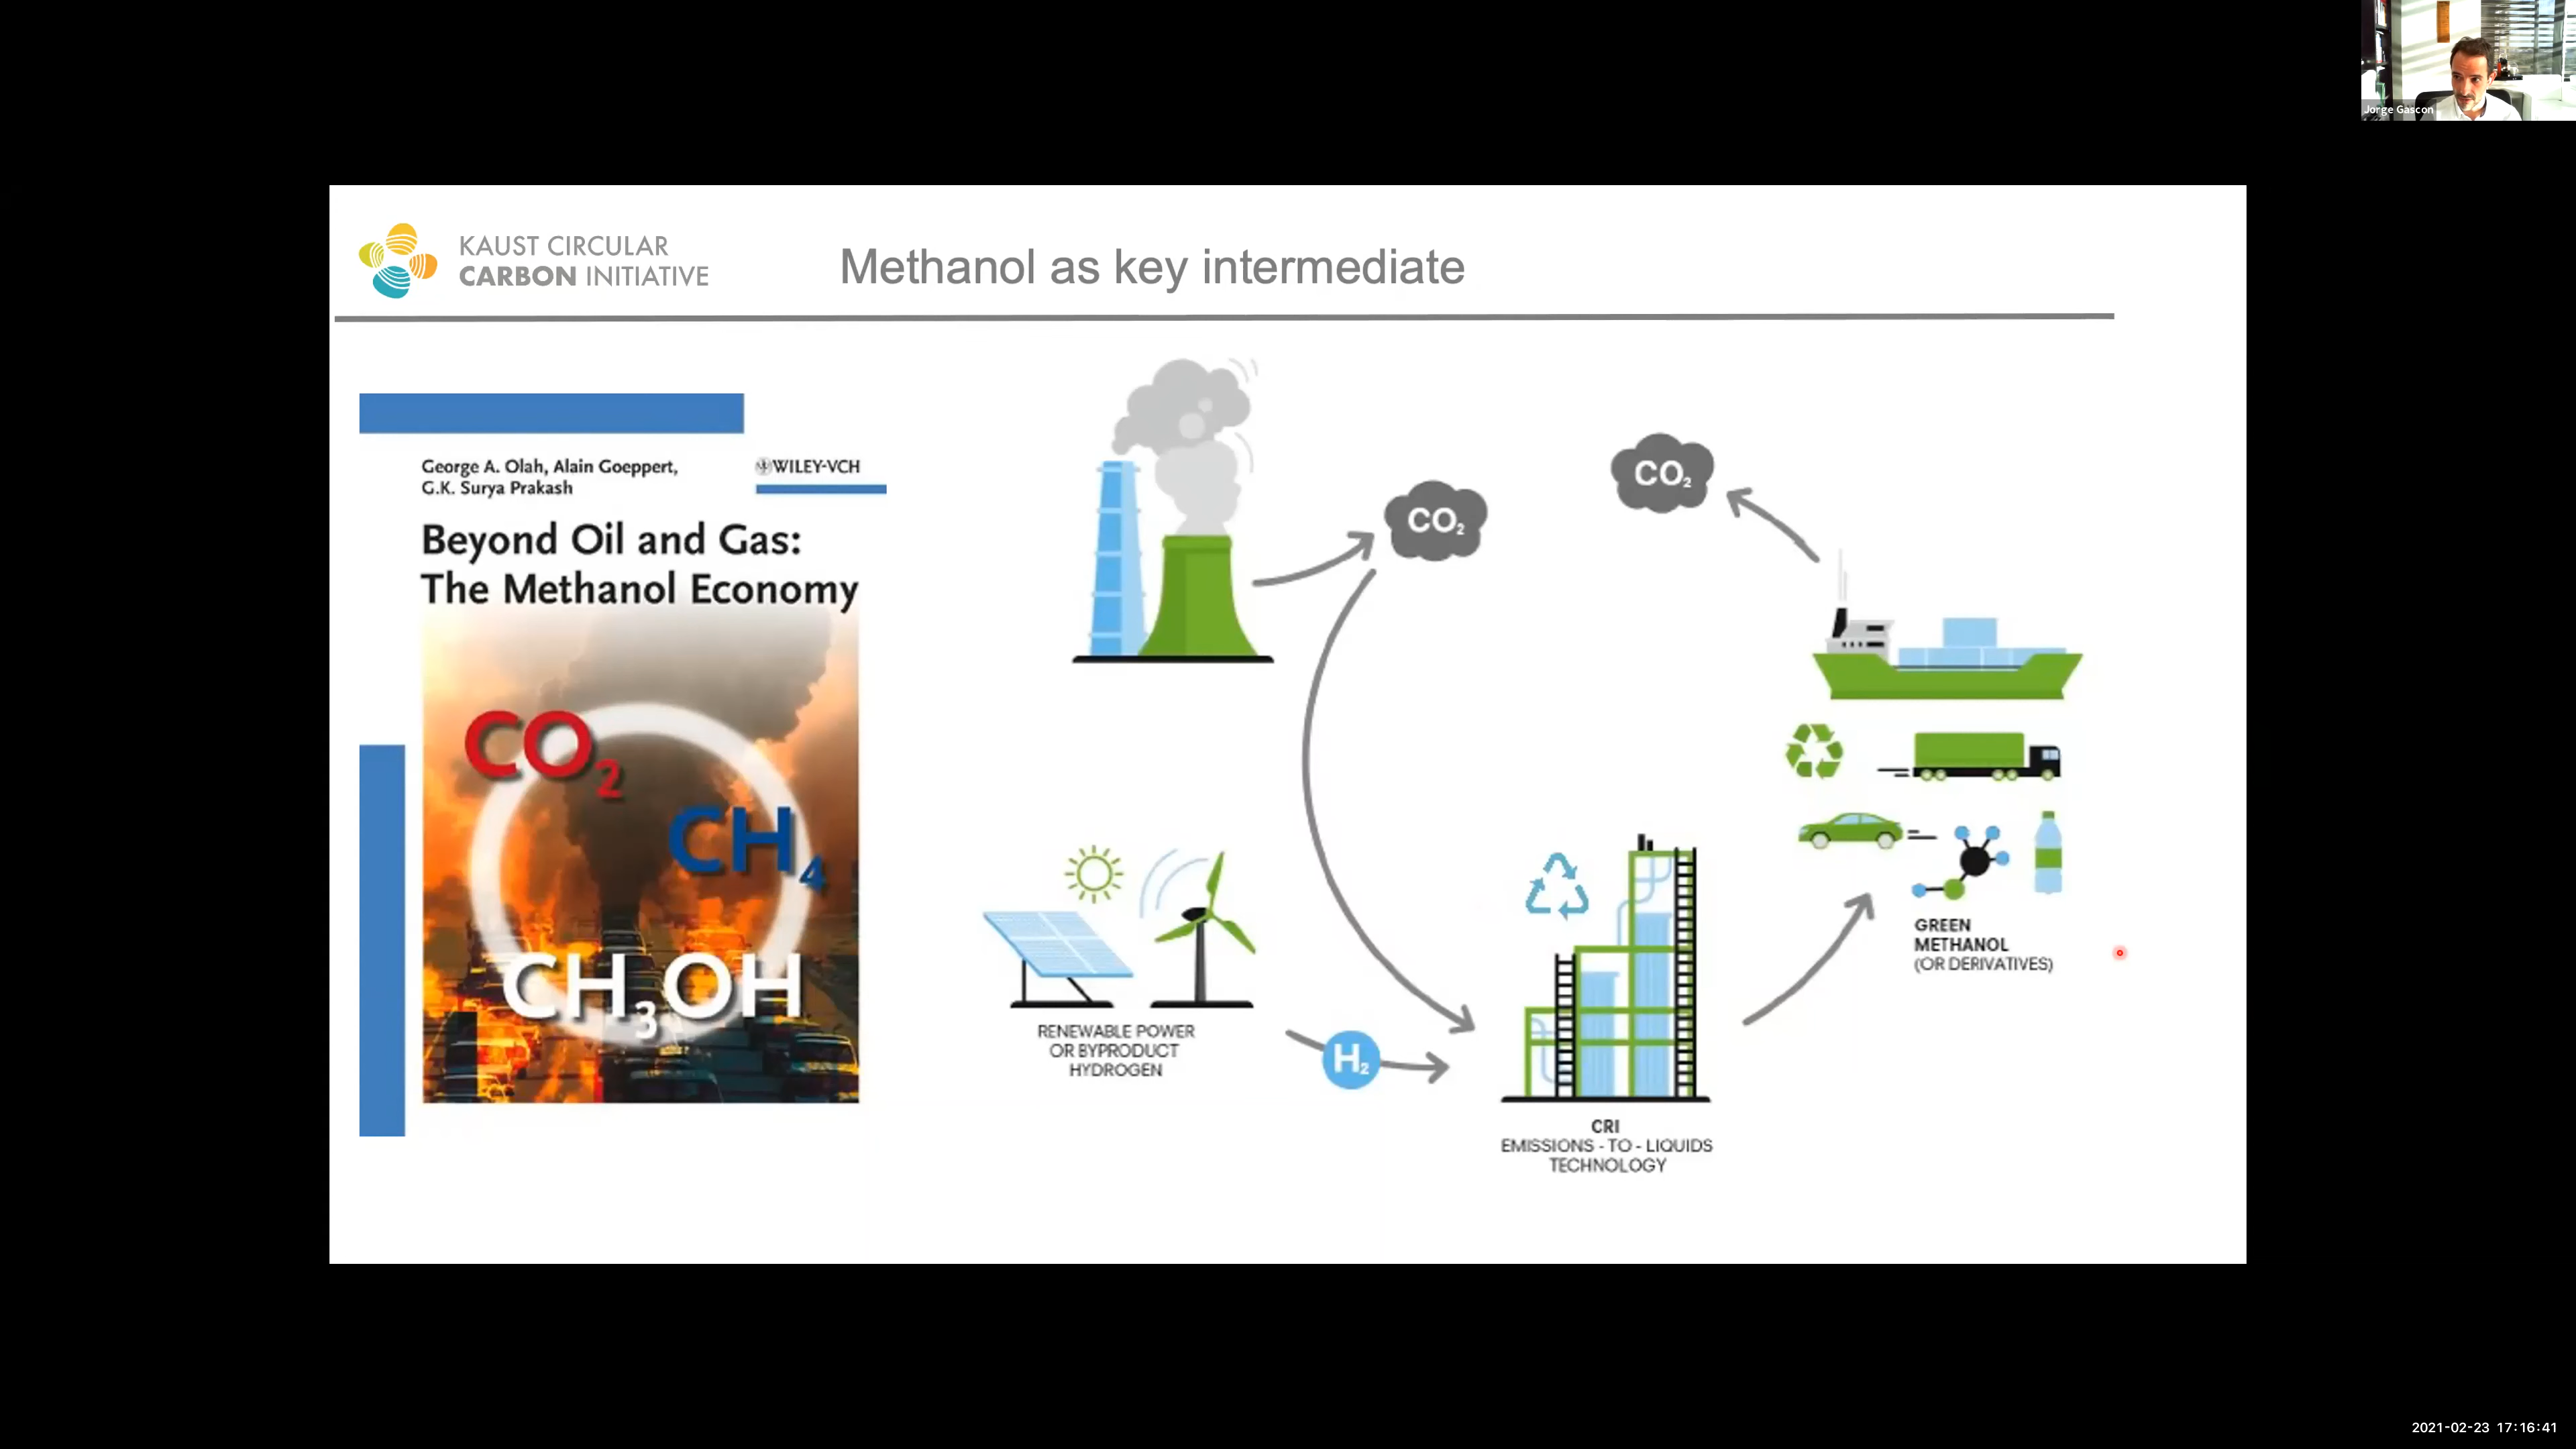 Jorge Gascon
KAUST CIRCULAR
CARBON INITIATIVE
Methanol as key intermediate
George A. Olah, Alain Goeppert,
G.K. Surya Prakash
WILEY-VCH
Beyond Oil and Gas:
The Methanol Economy
CO₂
CH₄
CH₃OH
CO₂
CO₂
RENEWABLE POWER
OR BYPRODUCT
HYDROGEN
H₂
CRI
EMISSIONS - TO - LIQUIDS
TECHNOLOGY
GREEN
METHANOL
(OR DERIVATIVES)
2021-02-23 17:16:41